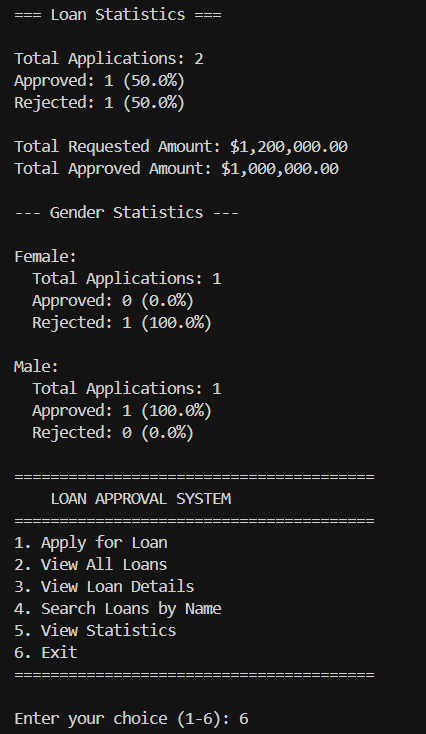 === Loan Statistics ===
Total Applications: 2
Approved: 1 (50.0%)
Rejected: 1 (50.0%)
Total Requested Amount: $1,200,000.00
Total Approved Amount: $1,000,000.00
--- Gender Statistics ---
Female:
  Total Applications: 1
  Approved: 0 (0.0%)
  Rejected: 1 (100.0%)
Male:
  Total Applications: 1
  Approved: 1 (100.0%)
  Rejected: 0 (0.0%)
========================================
    LOAN APPROVAL SYSTEM
========================================
1. Apply for Loan
2. View All Loans
3. View Loan Details
4. Search Loans by Name
5. View Statistics
6. Exit
========================================
Enter your choice (1-6): 6